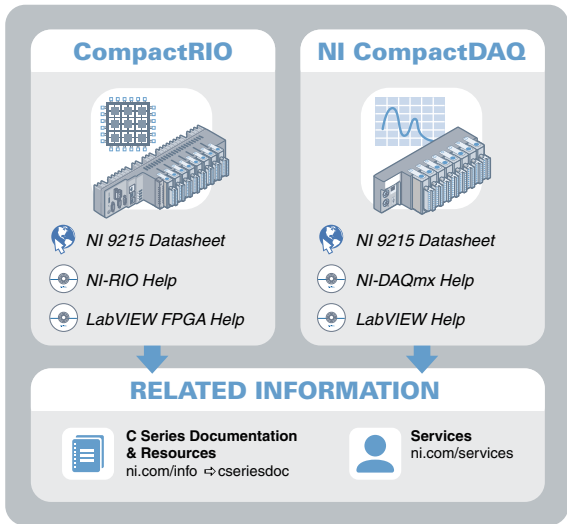 CompactRIO
NI 9215 Datasheet
NI-RIO Help
LabVIEW FPGA Help
NI CompactDAQ
NI 9215 Datasheet
NI-DAQmx Help
LabVIEW Help
RELATED INFORMATION
C Series Documentation
& Resources
ni.com/info ⇨ cseriesdoc
Services
ni.com/services